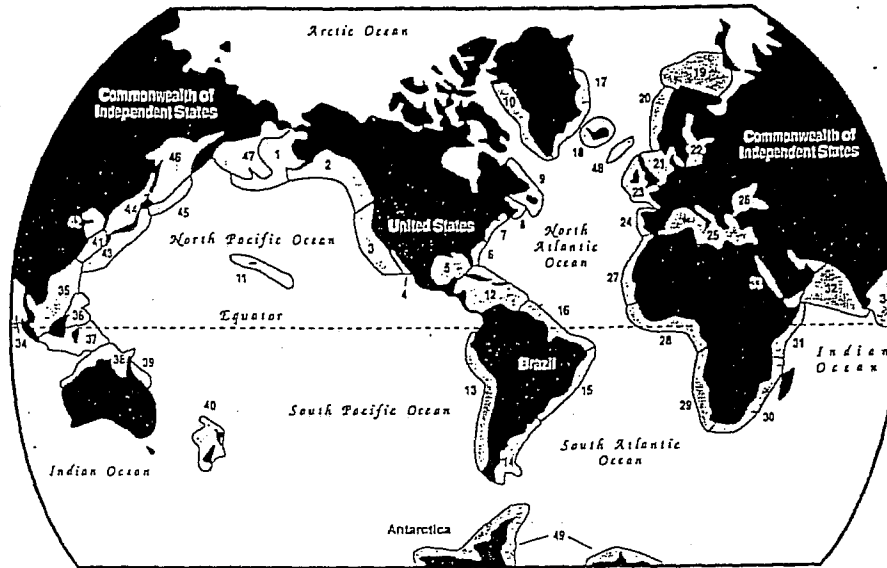 Arctic Ocean
Commonwealth of
Independent States
Commonwealth of
Independent States
17
19
10
20
46
47
1
2
18
48
21
22
23
9
8
7
6
26
24
25
42
44
45
41
43
United States
North Pacific Ocean
North
Atlantic
Ocean
3
4
5
11
12
16
27
33
32
35
36
37
34
Equator
28
31
Indian
Ocean
38
39
Brazil
13
15
40
South Pacific Ocean
29
30
14
South Atlantic
Ocean
Indian Ocean
Antarctica
49